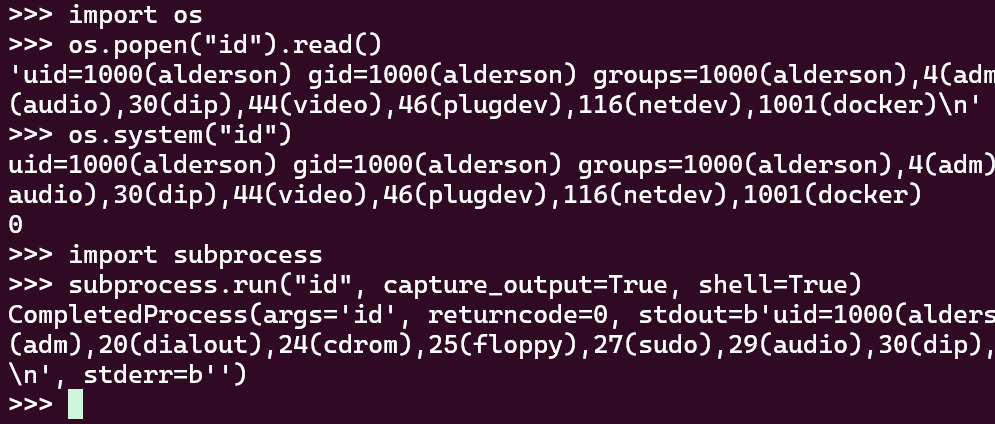 >>> import os
>>> os.popen("id").read()
'uid=1000(alderson) gid=1000(alderson) groups=1000(alderson),4(adm
(audio),30(dip),44(video),46(plugdev),116(netdev),1001(docker)\n'
>>> os.system("id")
uid=1000(alderson) gid=1000(alderson) groups=1000(alderson),4(adm)
audio),30(dip),44(video),46(plugdev),116(netdev),1001(docker)
0
>>> import subprocess
>>> subprocess.run("id", capture_output=True, shell=True)
CompletedProcess(args='id', returncode=0, stdout=b'uid=1000(alders
(adm),20(dialout),24(cdrom),25(floppy),27(sudo),29(audio),30(dip),
\n', stderr=b'')
>>>